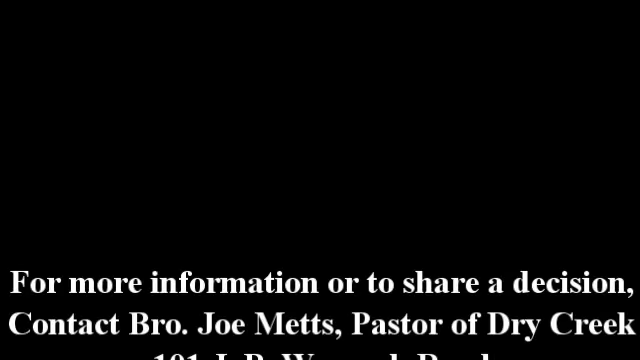 For more information or to share a decision,
Contact Bro. Joe Metts, Pastor of Dry Creek